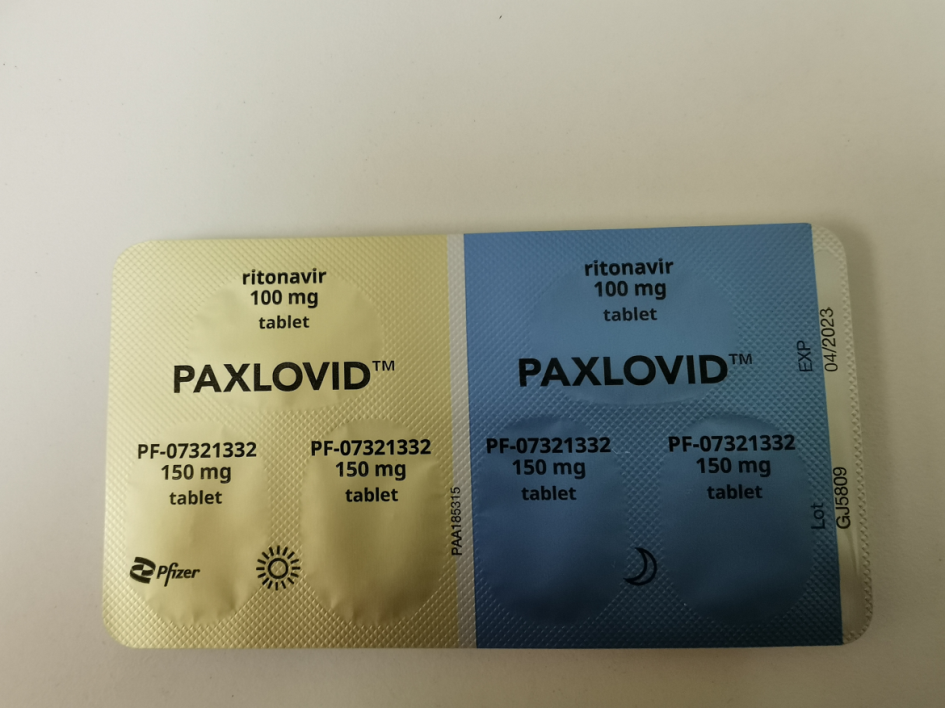 ritonavir
100 mg
tablet
PAXLOVID™
PF-07321332
150 mg
tablet
PF-07321332
150 mg
tablet
Pfizer
PAA185315
ritonavir
100 mg
tablet
PAXLOVID™
PF-07321332
150 mg
tablet
PF-07321332
150 mg
tablet
EXP
04/2023
Lot
GJ5809